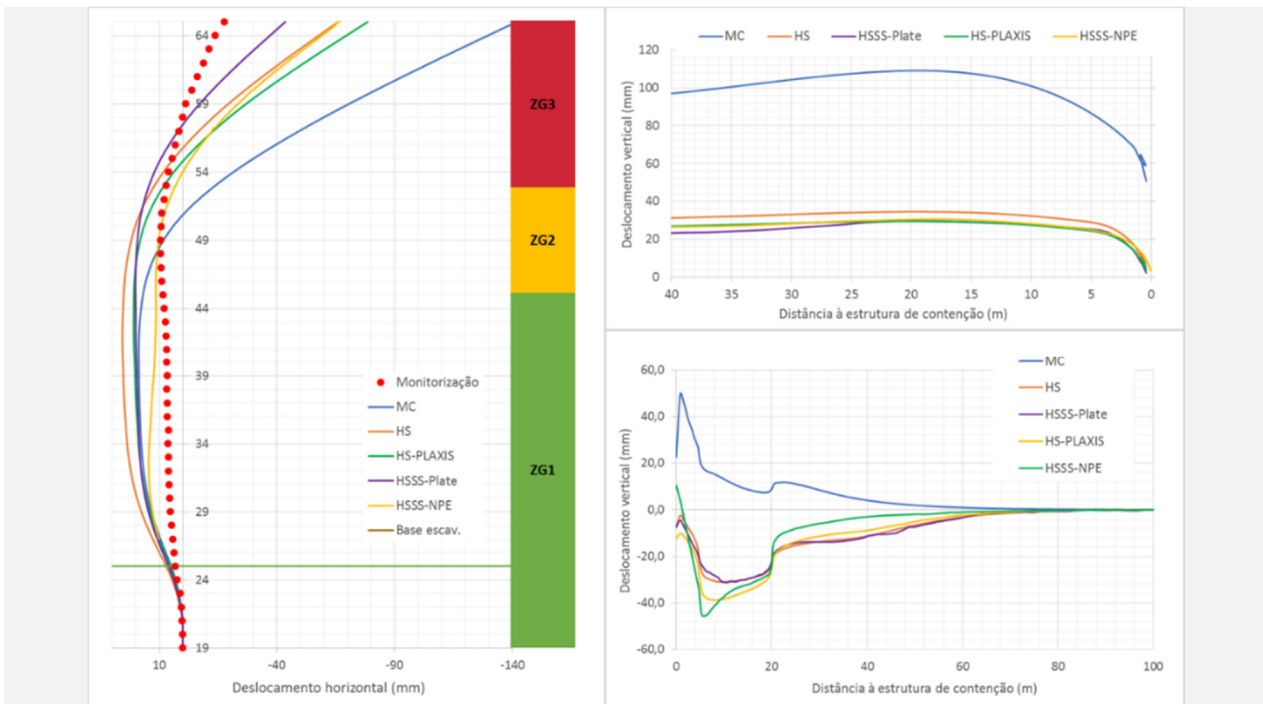 64
59
54
49
44
39
34
29
24
19
10
-40
-90
-140
Deslocamento horizontal (mm)
Monitorização
MC
HS
HS-PLAXIS
HSSS-Plate
HSSS-NPE
Base escav.
ZG3
ZG2
ZG1
MC HS HSSS-Plate HS-PLAXIS HSSS-NPE
Deslocamento vertical (mm)
120
100
80
60
40
20
0
40 35 30 25 20 15 10 5 0
Distância à estrutura de contenção (m)
Deslocamento vertical (mm)
60,0
40,0
20,0
0,0
-20,0
-40,0
-60,0
MC
HS
HSSS-Plate
HS-PLAXIS
HSSS-NPE
0 20 40 60 80 100
Distância à estrutura de contenção (m)